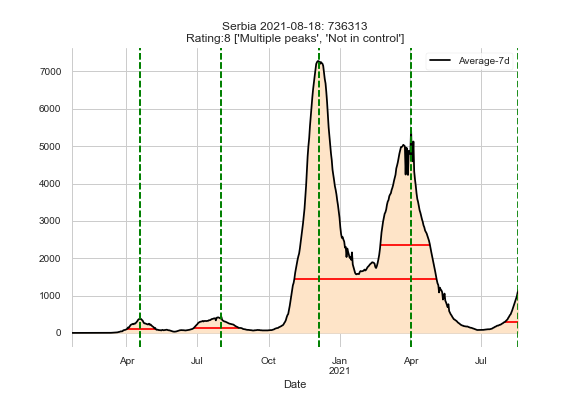 Serbia 2021-08-18: 736313
Rating:8 ['Multiple peaks', 'Not in control']
Average-7d
7000
6000
5000
4000
3000
2000
1000
0
Apr Jul Oct Jan Apr Jul
2021
Date